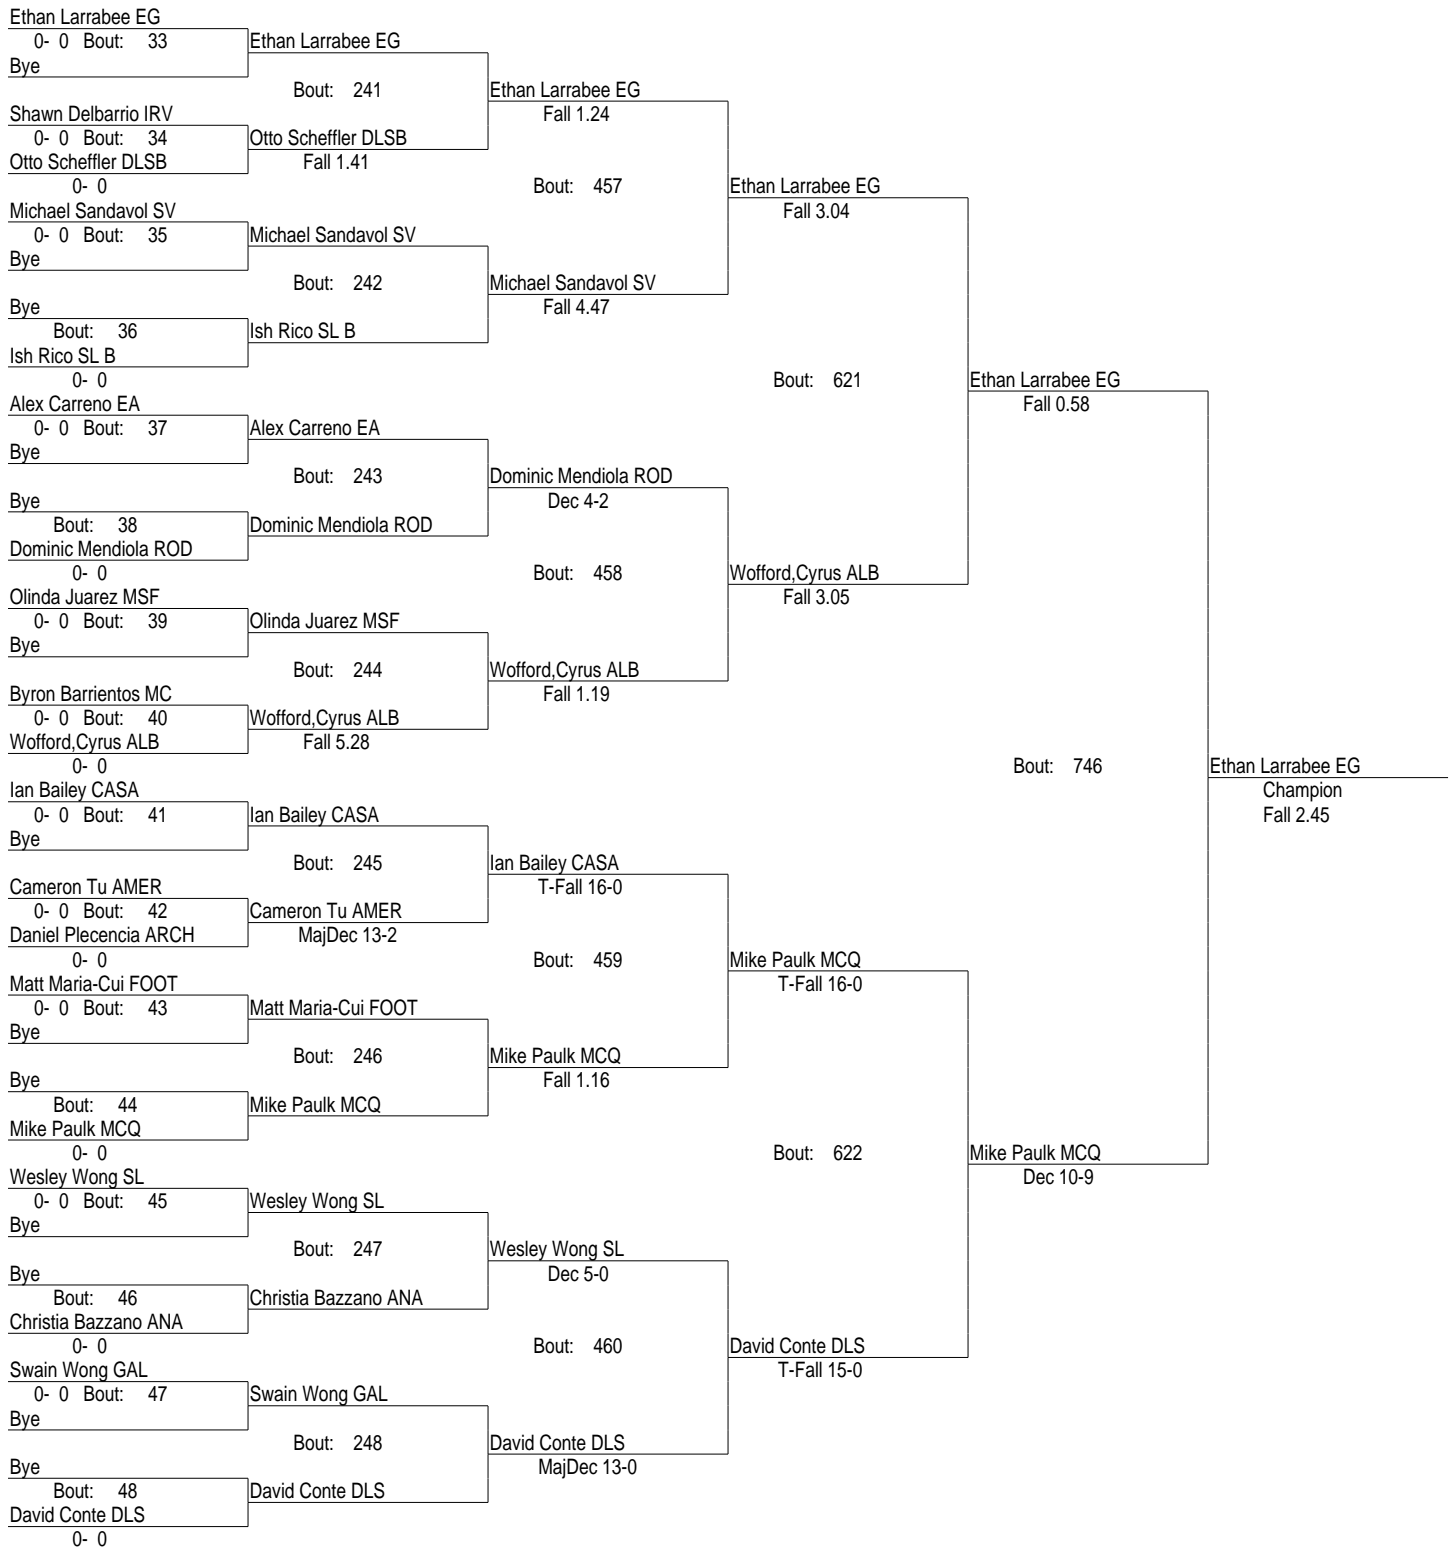 Ethan Larrabee EG
0- 0 Bout: 33
Ethan Larrabee EG
Bye
Bout: 241
Ethan Larrabee EG
Shawn Delbarrio IRV
Fall 1.24
0- 0 Bout: 34
Otto Scheffler DLSB
Otto Scheffler DLSB
Fall 1.41
0- 0
Bout: 457
Ethan Larrabee EG
Michael Sandavol SV
Fall 3.04
0- 0 Bout: 35
Michael Sandavol SV
Bye
Bout: 242
Michael Sandavol SV
Bye
Fall 4.47
Bout: 36
Ish Rico SL B
Ish Rico SL B
0- 0
Bout: 621
Ethan Larrabee EG
Alex Carreno EA
Fall 0.58
0- 0 Bout: 37
Alex Carreno EA
Bye
Bout: 243
Dominic Mendiola ROD
Bye
Dec 4-2
Bout: 38
Dominic Mendiola ROD
Dominic Mendiola ROD
0- 0
Bout: 458
Wofford,Cyrus ALB
Olinda Juarez MSF
Fall 3.05
0- 0 Bout: 39
Olinda Juarez MSF
Bye
Bout: 244
Wofford,Cyrus ALB
Byron Barrientos MC
Fall 1.19
0- 0 Bout: 40
Wofford,Cyrus ALB
Wofford,Cyrus ALB
Fall 5.28
0- 0
Bout: 746
Ethan Larrabee EG
Ian Bailey CASA
Champion
0- 0 Bout: 41
Ian Bailey CASA
Fall 2.45
Bye
Bout: 245
Ian Bailey CASA
Cameron Tu AMER
T-Fall 16-0
0- 0 Bout: 42
Cameron Tu AMER
Daniel Plecencia ARCH
MajDec 13-2
0- 0
Bout: 459
Mike Paulk MCQ
Matt Maria-Cui FOOT
T-Fall 16-0
0- 0 Bout: 43
Matt Maria-Cui FOOT
Bye
Bout: 246
Mike Paulk MCQ
Bye
Fall 1.16
Bout: 44
Mike Paulk MCQ
Mike Paulk MCQ
0- 0
Bout: 622
Mike Paulk MCQ
Wesley Wong SL
Dec 10-9
0- 0 Bout: 45
Wesley Wong SL
Bye
Bout: 247
Wesley Wong SL
Bye
Dec 5-0
Bout: 46
Christia Bazzano ANA
Christia Bazzano ANA
0- 0
Bout: 460
David Conte DLS
Swain Wong GAL
T-Fall 15-0
0- 0 Bout: 47
Swain Wong GAL
Bye
Bout: 248
David Conte DLS
Bye
MajDec 13-0
Bout: 48
David Conte DLS
David Conte DLS
0- 0